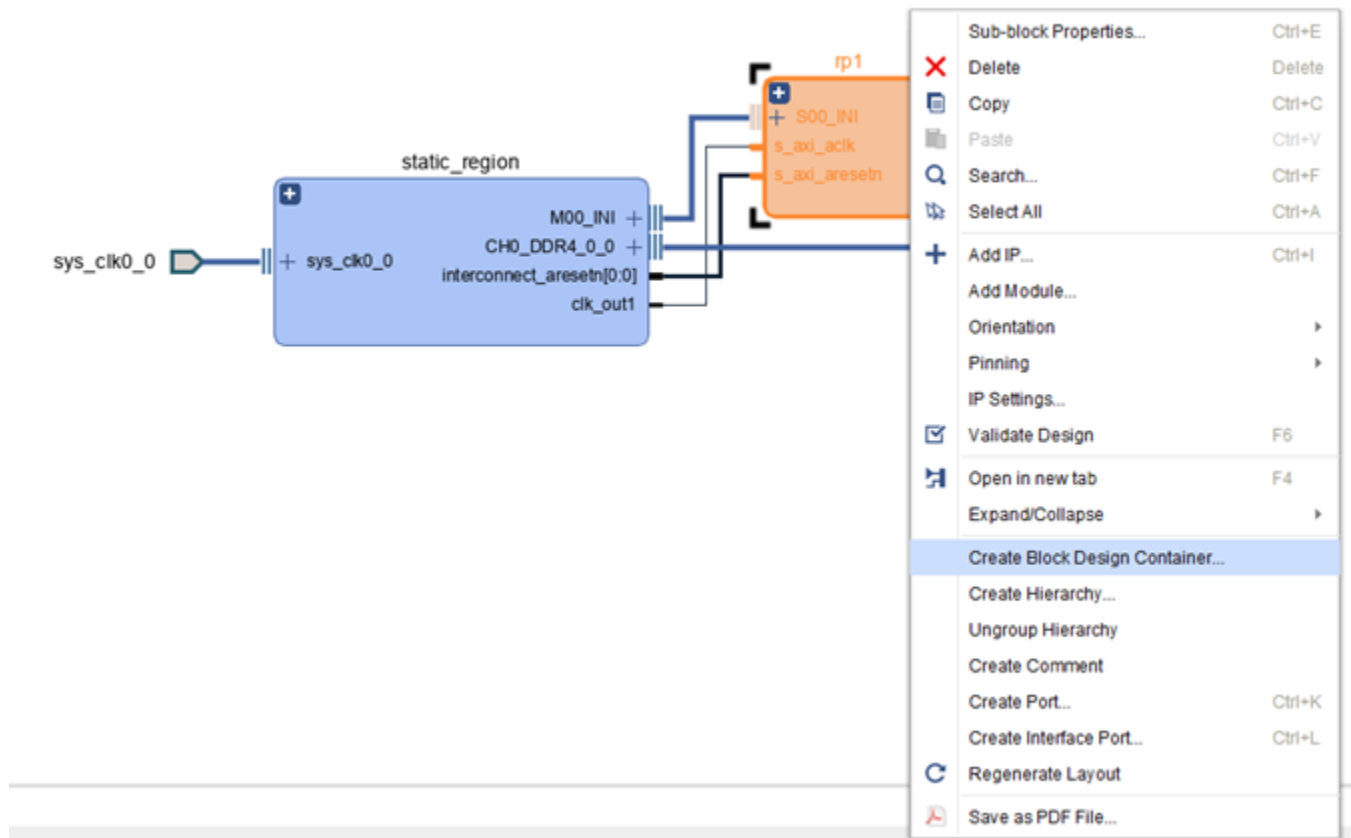 rp1
S00_INI
s_axi_aclk
s_axi_aresetn
static_region
M00_INI
CH0_DDR4_0_0
interconnect_aresetn[0:0]
clk_out1
sys_clk0_0
sys_clk0_0
Sub-block Properties... Ctrl+E
Delete Delete
Copy Ctrl+C
Paste Ctrl+V
Search... Ctrl+F
Select All Ctrl+A
Add IP... Ctrl+I
Add Module...
Orientation
Pinning
IP Settings...
Validate Design F6
Open in new tab F4
Expand/Collapse
Create Block Design Container...
Create Hierarchy...
Ungroup Hierarchy
Create Comment
Create Port... Ctrl+K
Create Interface Port... Ctrl+L
Regenerate Layout
Save as PDF File...